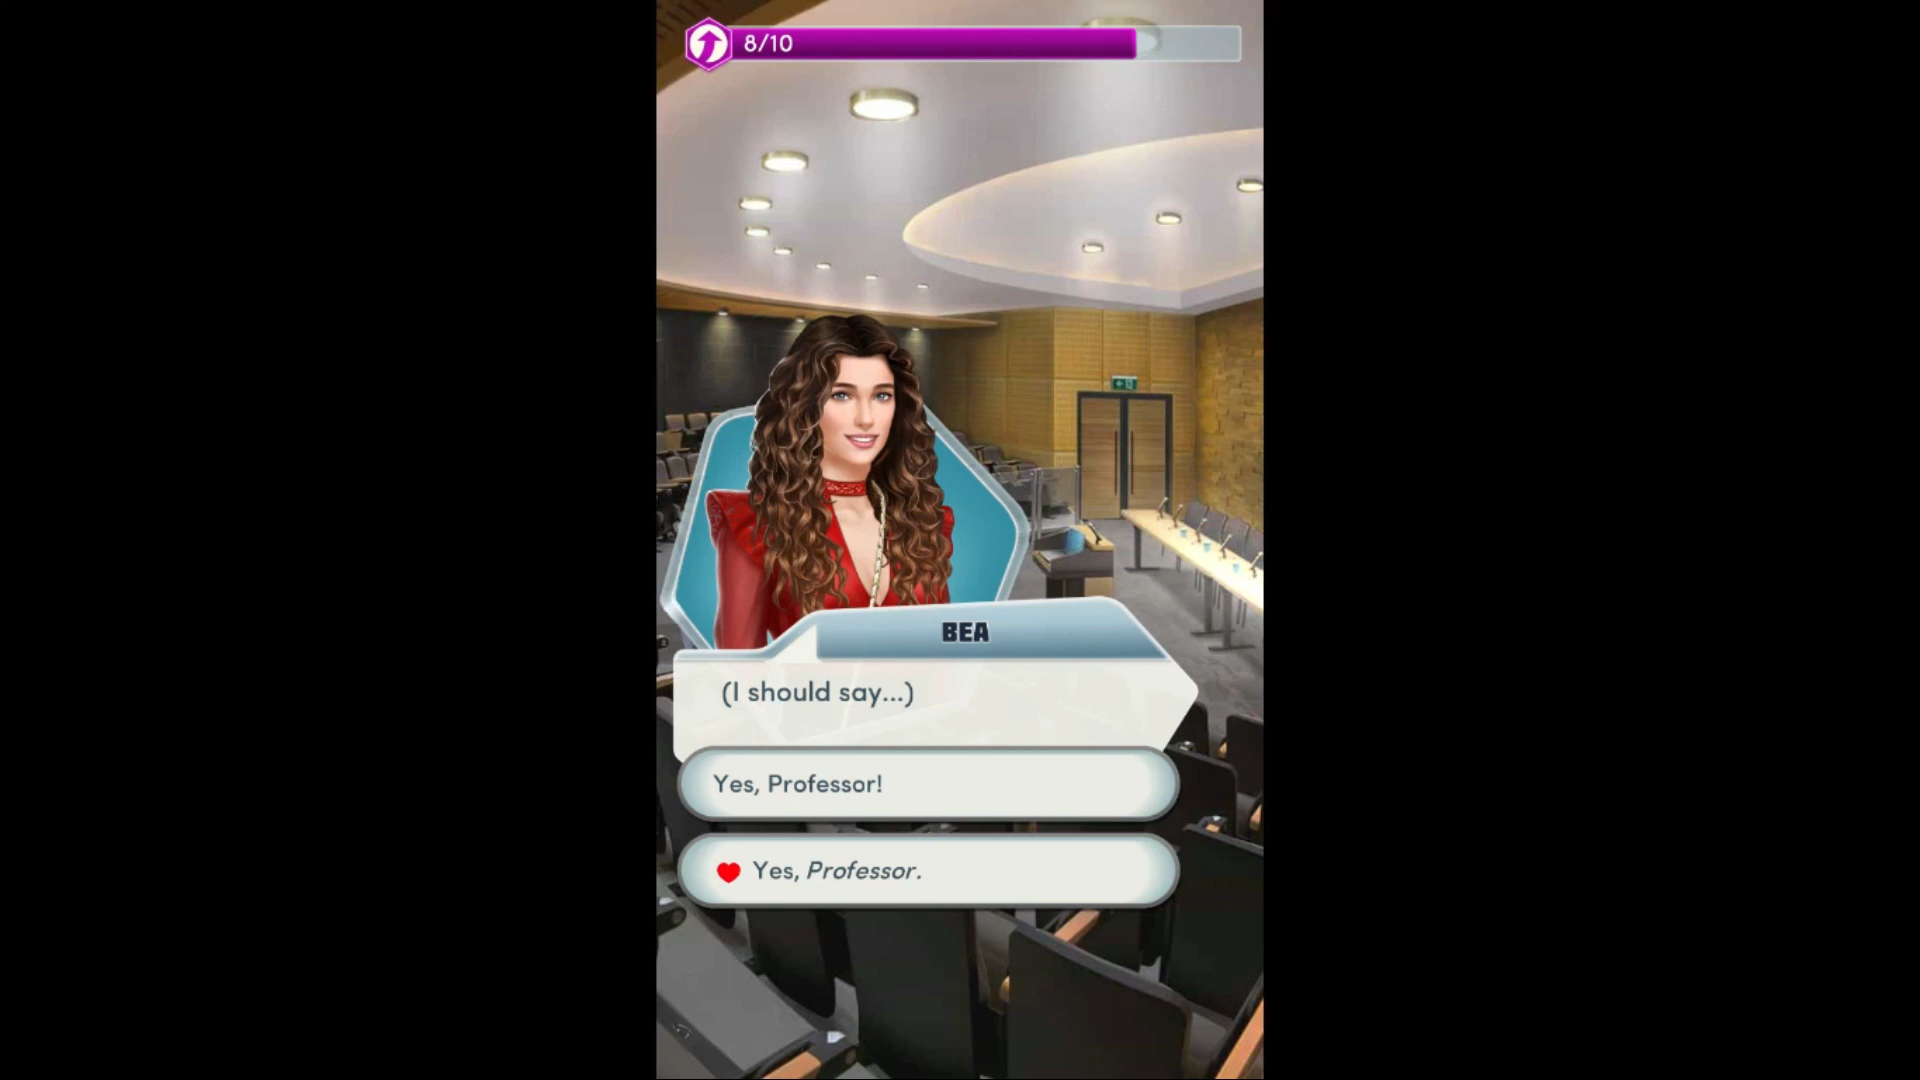 8/10
BEA
(I should say...)
Yes, Professor!
Yes, Professor.